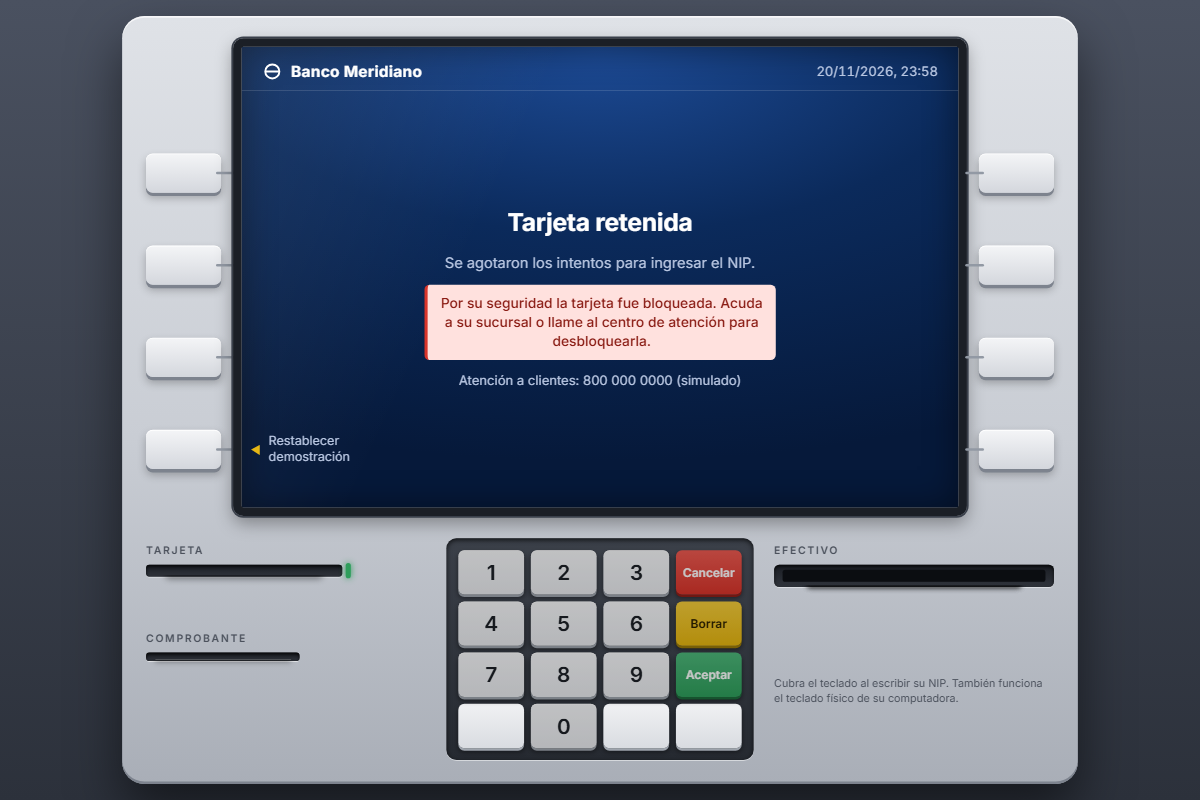 Banco Meridiano
20/11/2026, 23:58
Tarjeta retenida
Se agotaron los intentos para ingresar el NIP.
Por su seguridad la tarjeta fue bloqueada. Acuda
a su sucursal o llame al centro de atención para
desbloquearla.
Atención a clientes: 800 000 0000 (simulado)
Restablecer
demostración
TARJETA
COMPROBANTE
1 2 3 Cancelar
4 5 6 Borrar
7 8 9 Aceptar
0
EFECTIVO
Cubra el teclado al escribir su NIP. También funciona
el teclado físico de su computadora.